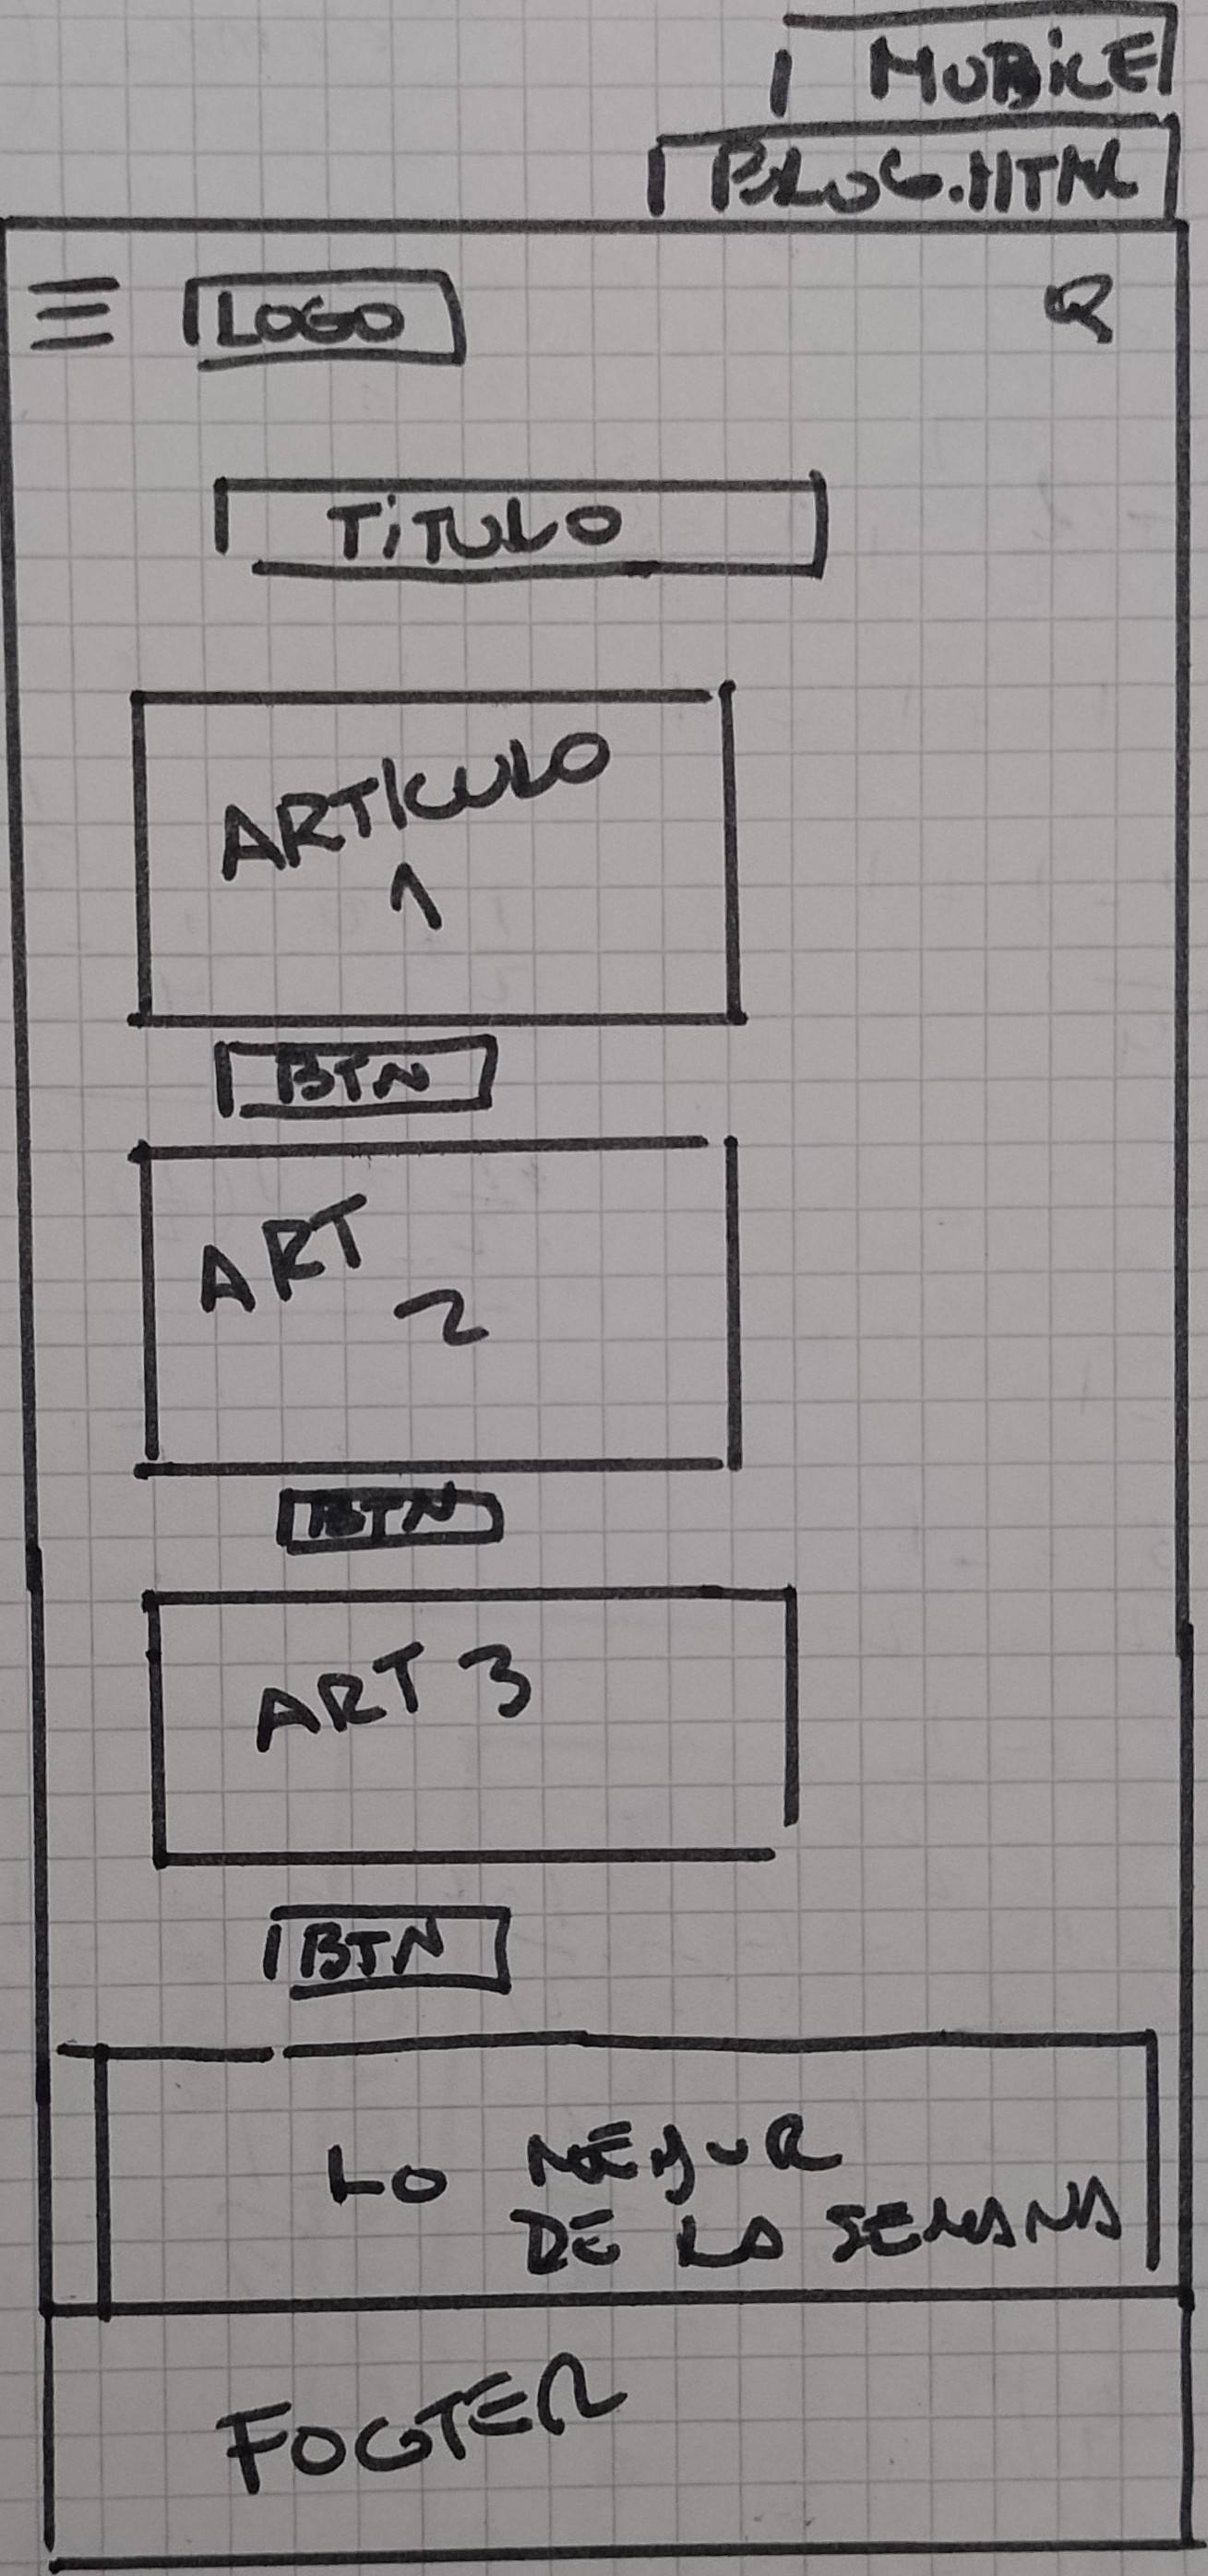 MOBILE
BLOG.HTML
LOGO
TITULO
ARTICULO
1
BTN
ART
2
BTN
ART 3
BTN
LO MEJOR
DE LA SEMANA
FOOTER